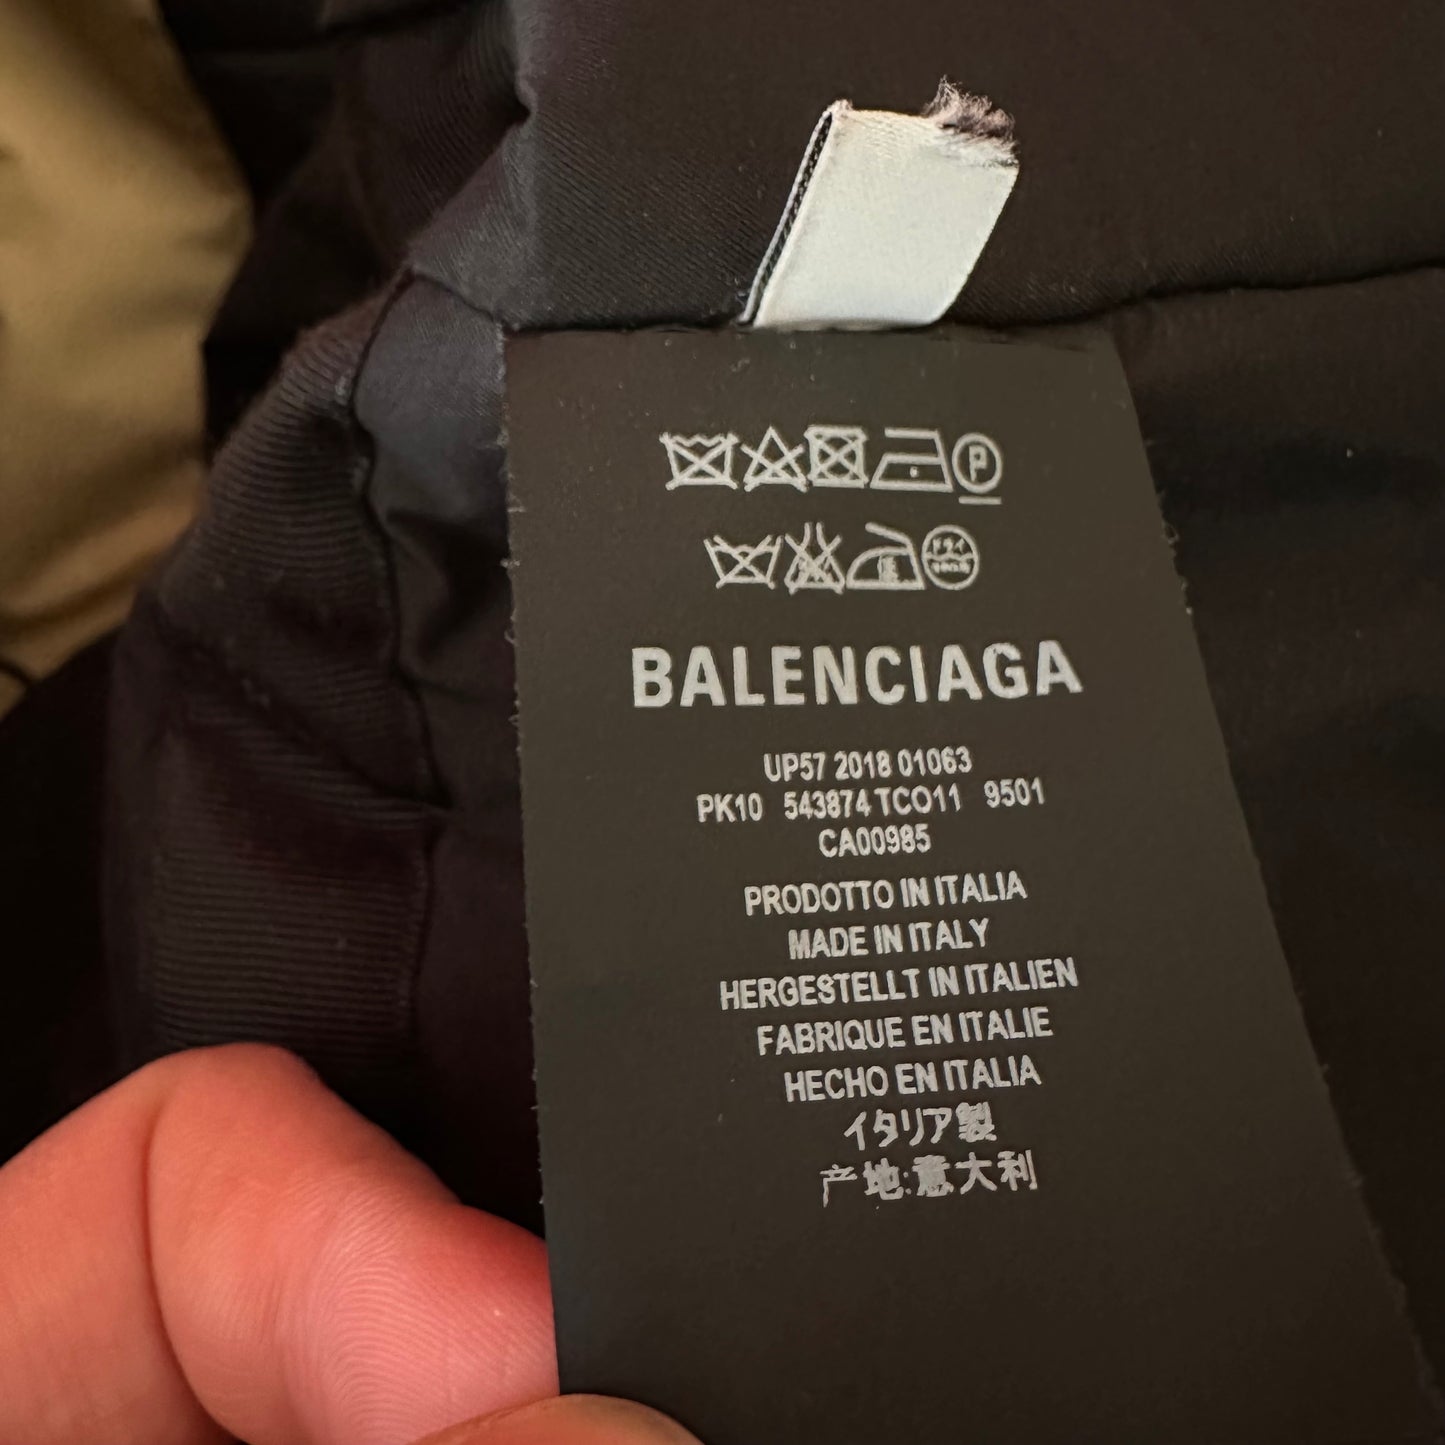 P
BALENCIAGA
UP57 2018 01063
PK10 543874 TCO11 9501
CA00985
PRODOTTO IN ITALIA
MADE IN ITALY
HERGESTELLT IN ITALIEN
FABRIQUE EN ITALIE
HECHO EN ITALIA
イタリア製
产地:意大利